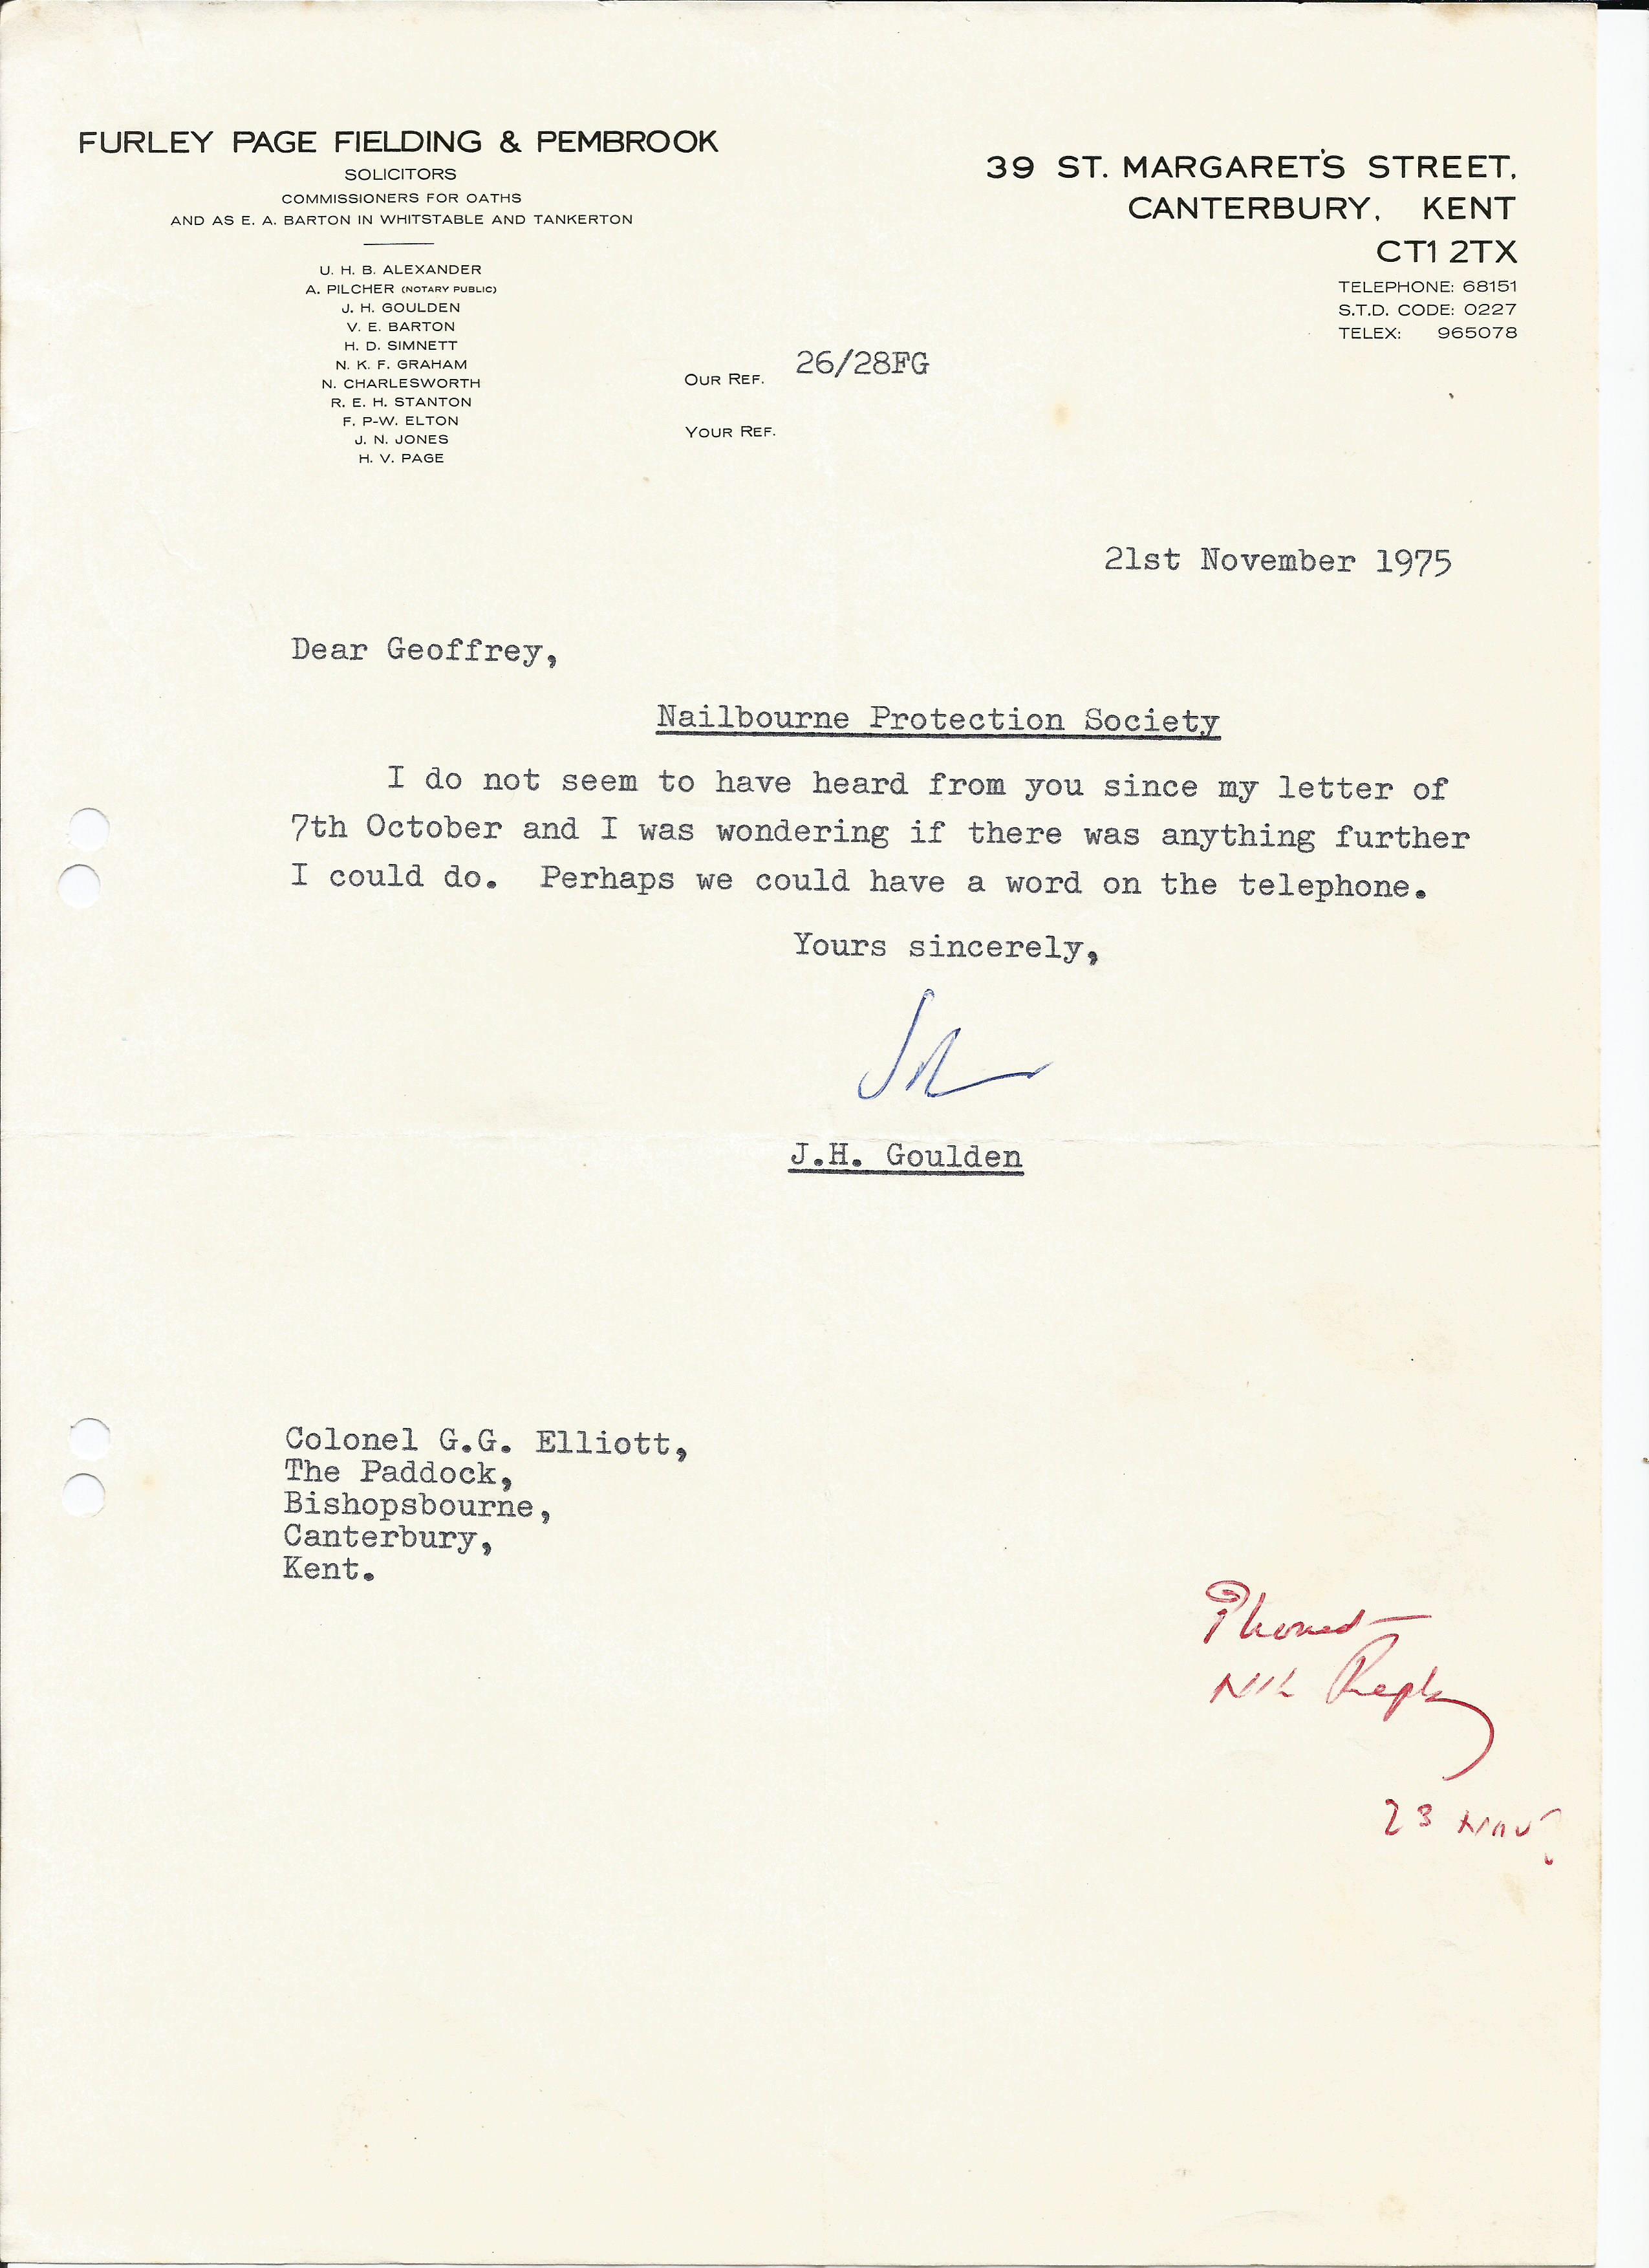 FURLEY PAGE FIELDING & PEMBROOK
SOLICITORS
COMMISSIONERS FOR OATHS
AND AS E. A. BARTON IN WHITSTABLE AND TANKERTON
U. H. B. ALEXANDER
A. PILCHER (NOTARY PUBLIC)
J. H. GOULDEN
V. E. BARTON
H. D. SIMNETT
N. K. F. GRAHAM
N. CHARLESWORTH
R. E. H. STANTON
F. P-W. ELTON
J. N. JONES
H. V. PAGE
39 ST. MARGARET'S STREET,
CANTERBURY, KENT
CT1 2TX
TELEPHONE: 68151
S.T.D. CODE: 0227
TELEX: 965078
OUR REF. 26/28FG
YOUR REF.
21st November 1975
Dear Geoffrey,
Nailbourne Protection Society
I do not seem to have heard from you since my letter of
7th October and I was wondering if there was anything further
I could do. Perhaps we could have a word on the telephone.
Yours sincerely,
J.H. Goulden
Colonel G.G. Elliott,
The Paddock,
Bishopsbourne,
Canterbury,
Kent.
Phoned
Nil Reply
23 Nov